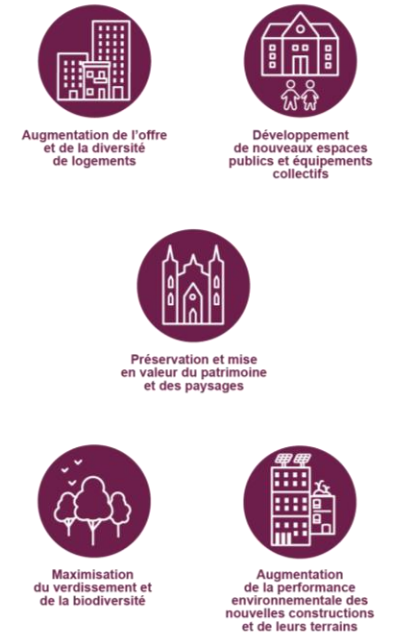 Augmentation de l'offre
et de la diversité
de logements
Développement
de nouveaux espaces
publics et équipements
collectifs
Préservation et mise
en valeur du patrimoine
et des paysages
Maximisation
du verdissement et
de la biodiversité
Augmentation
de la performance
environnementale des
nouvelles constructions
et de leurs terrains